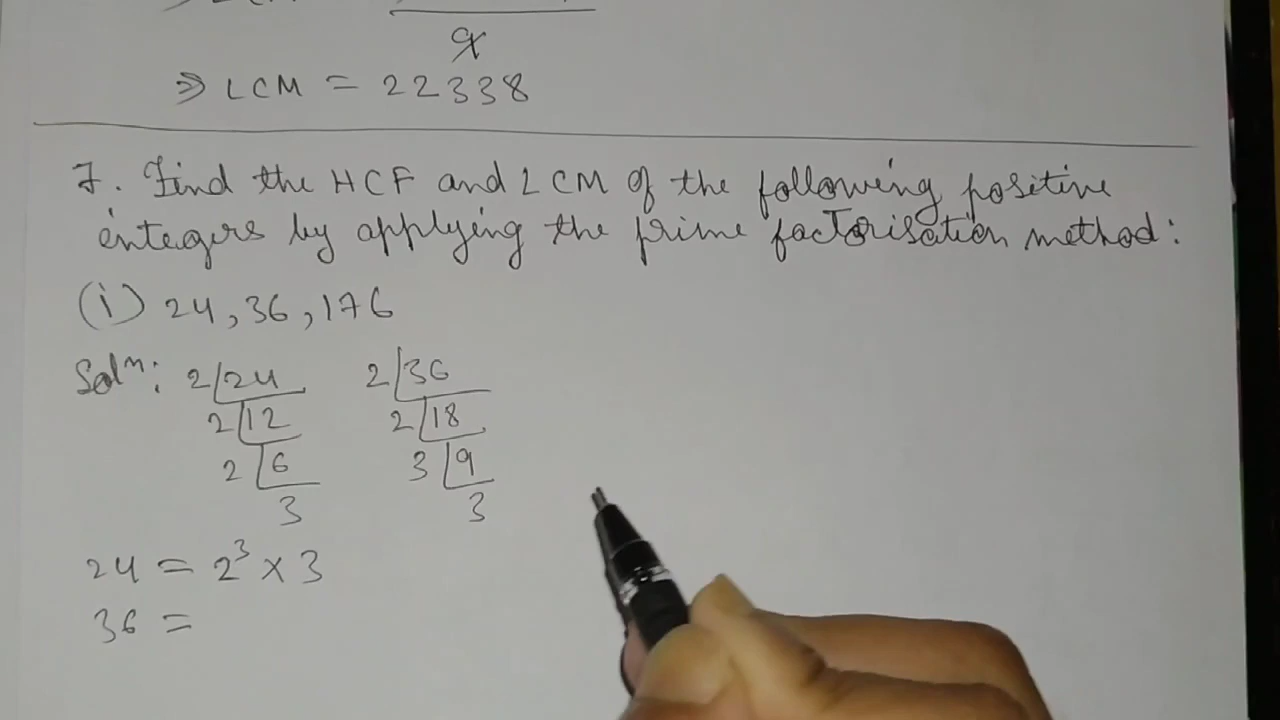 9
⇒ LCM = 22338
7. Find the HCF and LCM of the following positive
integers by applying the prime factorisation method:
(i) 24, 36, 176
Solⁿ: 2 24 2 36
2 12 2 18
2 6 3 9
3 3
24 = 2³ × 3
36 =